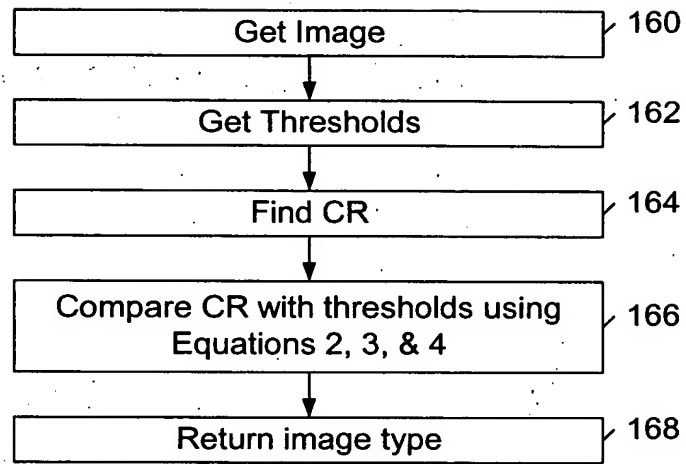 Get Image 160
Get Thresholds 162
Find CR 164
Compare CR with thresholds using
Equations 2, 3, & 4 166
Return image type 168